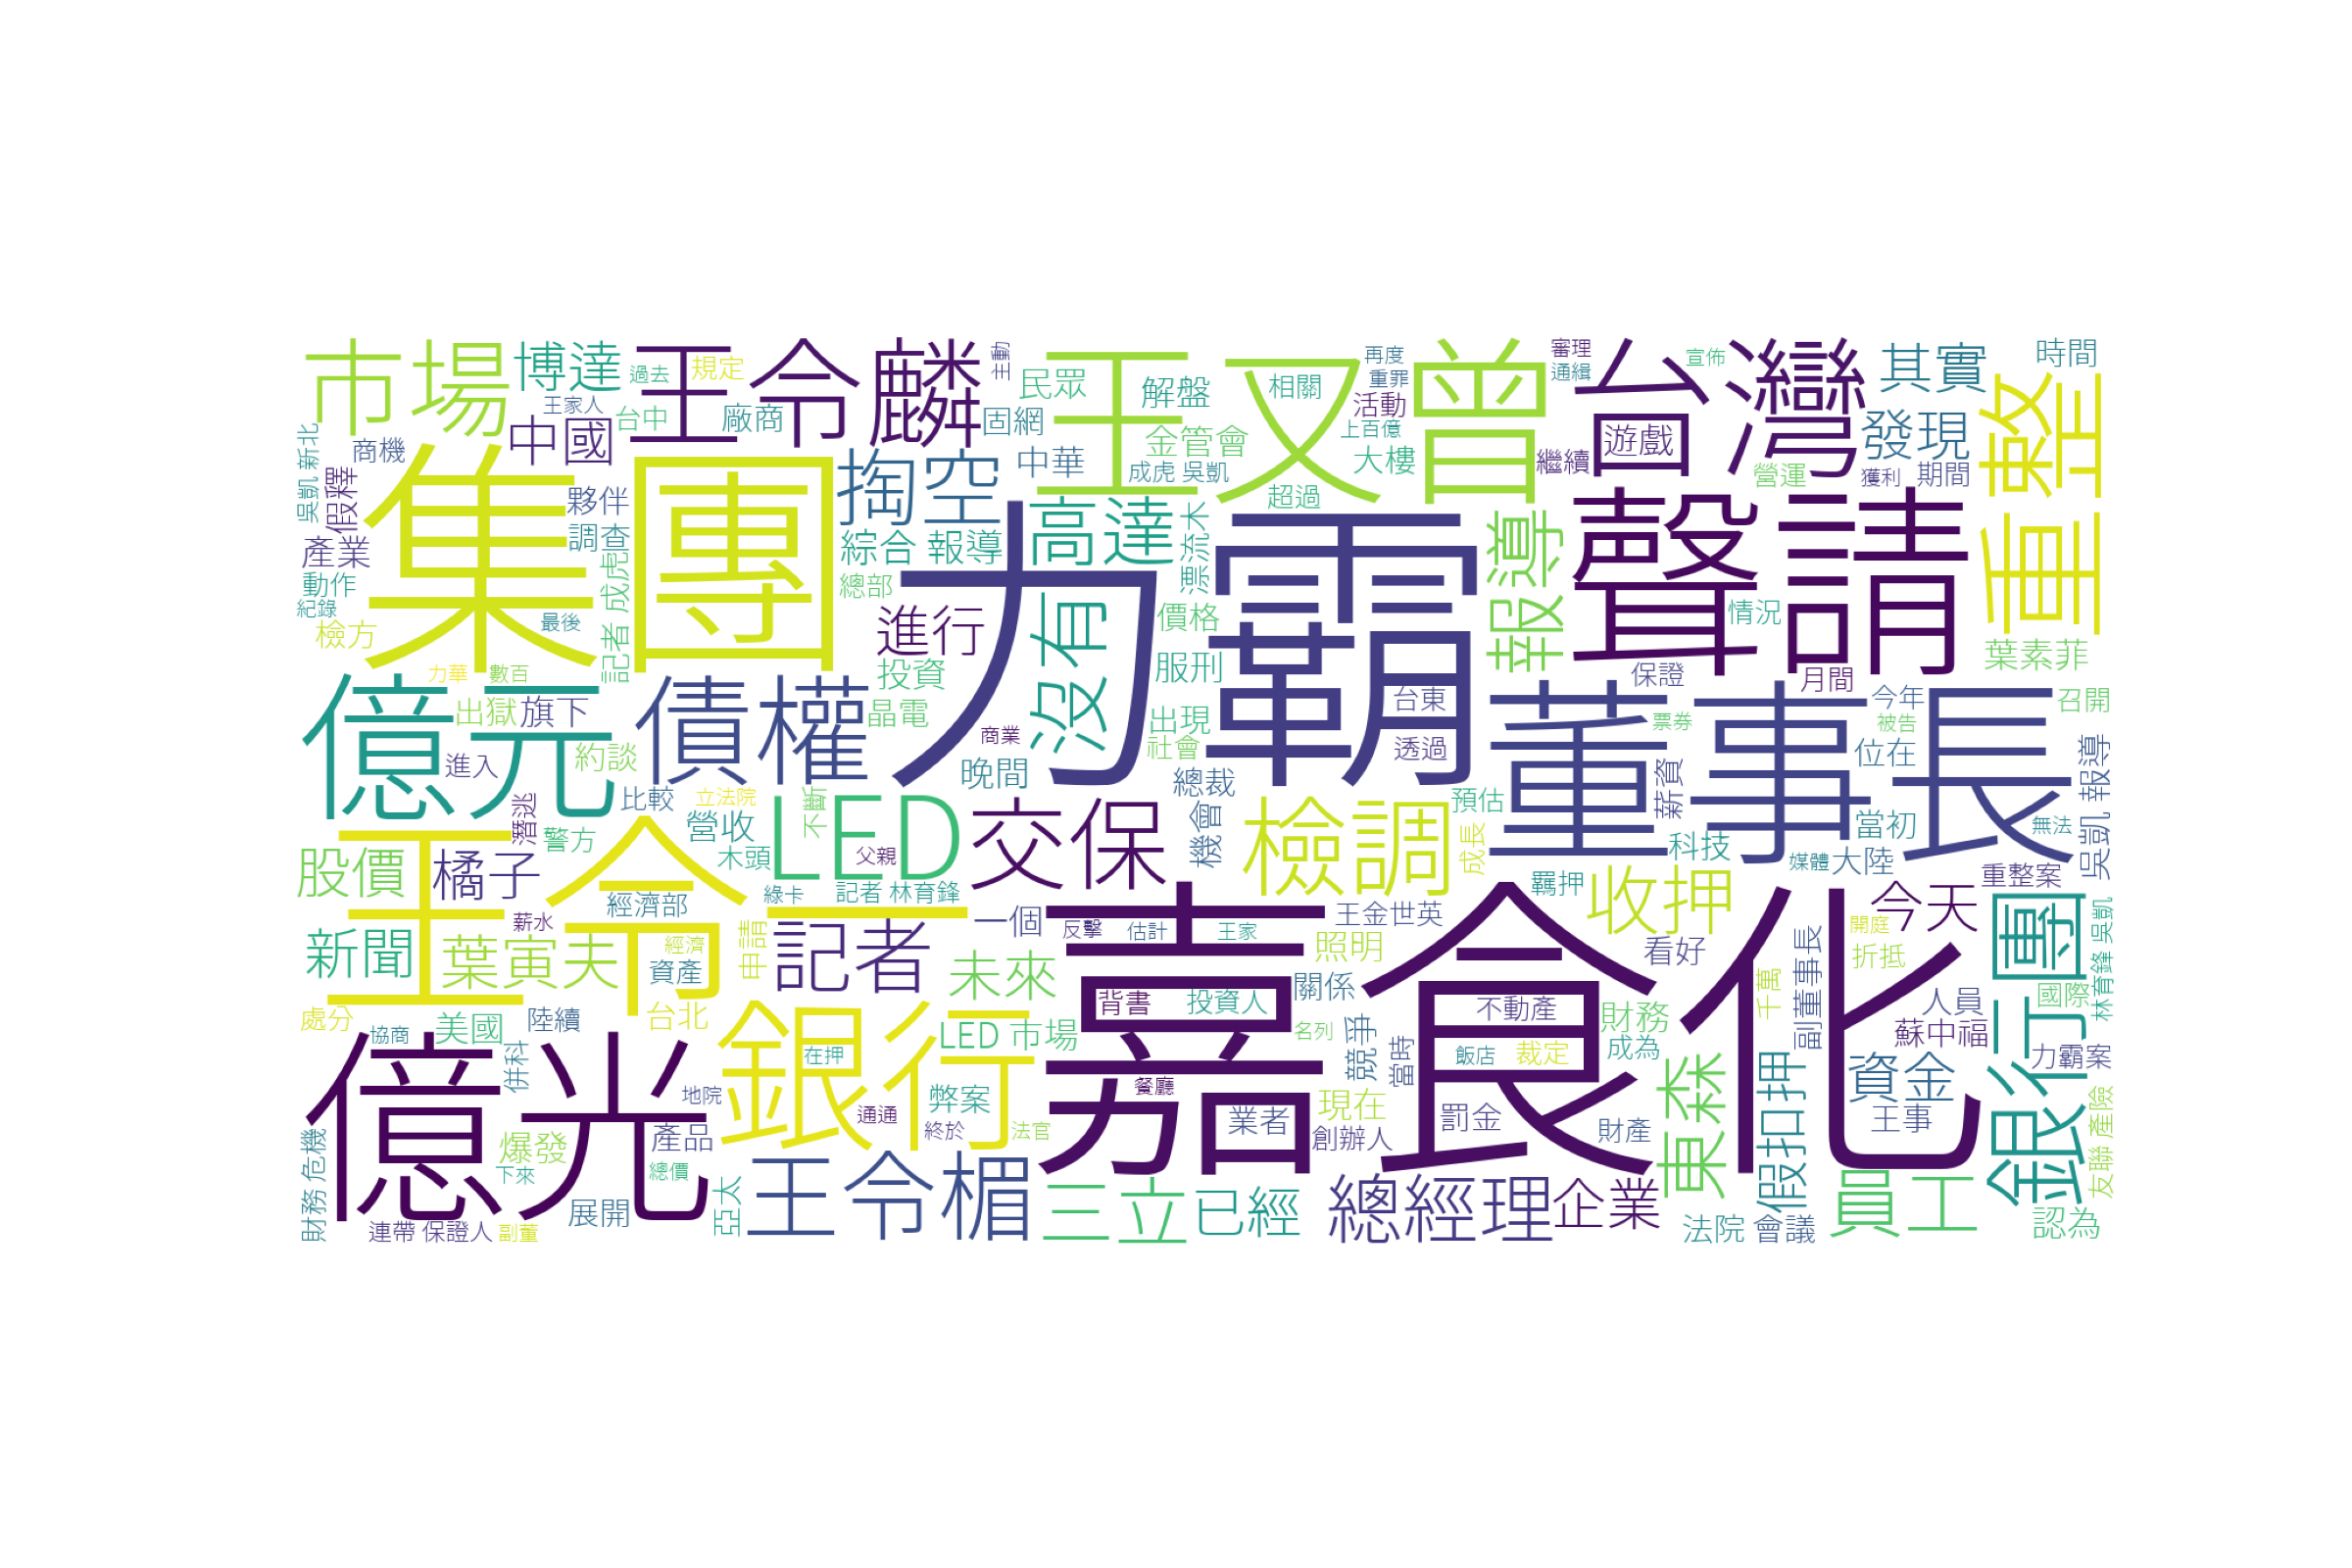 市場
博達
過去
規定
王令麟
主動
王又曾
民眾
解盤
相關
再度
重罪
審理
通緝
宣佈
台灣
其實
時間
王家人
台中
廠商
固網
活動
上百億
遊戲
發現
重整
吳凱 新北
商機
中國
掏空
中華
金管會
成虎 吳凱
大樓
繼續
營運
獲利
期間
假釋
集團
夥伴
高達
超過
聲請
產業
調查
綜合 報導
漂流木
報導
動作
紀錄
記者 成虎
總部
力霸
檢方
最後
進行
沒有
價格
情況
葉素菲
力華
數百
投資
服刑
保證
月間
億元
出獄
旗下
債權
晶電
台東
董事長
票券
今年
被告
召開
商業
出現
社會
透過
約談
進入
晚間
總裁
薪資
位在
吳凱 報導
潛逃
比較
立法院
不斷
LED
交保
機會
檢調
預估
當初
無法
警方
營收
成長
科技
股價
橘子
王令
木頭
父親
媒體
大陸
重整案
綠卡
記者 林育鋒
羈押
收押
今天
銀行團
經濟部
薪水
一個
反擊
估計
王家
王金世英
開庭
林育鋒 吳凱
新聞
葉寅夫
經濟
資產
申請
記者
未來
嘉食化
照明
看好
副董事長
折抵
關係
千萬
處分
美國
陸續
台北
銀行
背書
投資人
不動產
財務
人員
國際
協商
億光
併科
在押
LED 市場
名列
競爭
當時
飯店
裁定
成為
蘇中福
力霸案
地院
通通
弊案
餐廳
現在
東森
假扣押
資金
財務 危機
爆發
產品
終於
法官
業者
創辦人
罰金
財產
王事
友聯 產險
下來
總價
連帶 保證人
副董
展開
亞太
王令楣
三立
已經
總經理
企業
法院 會議
員工
認為
一